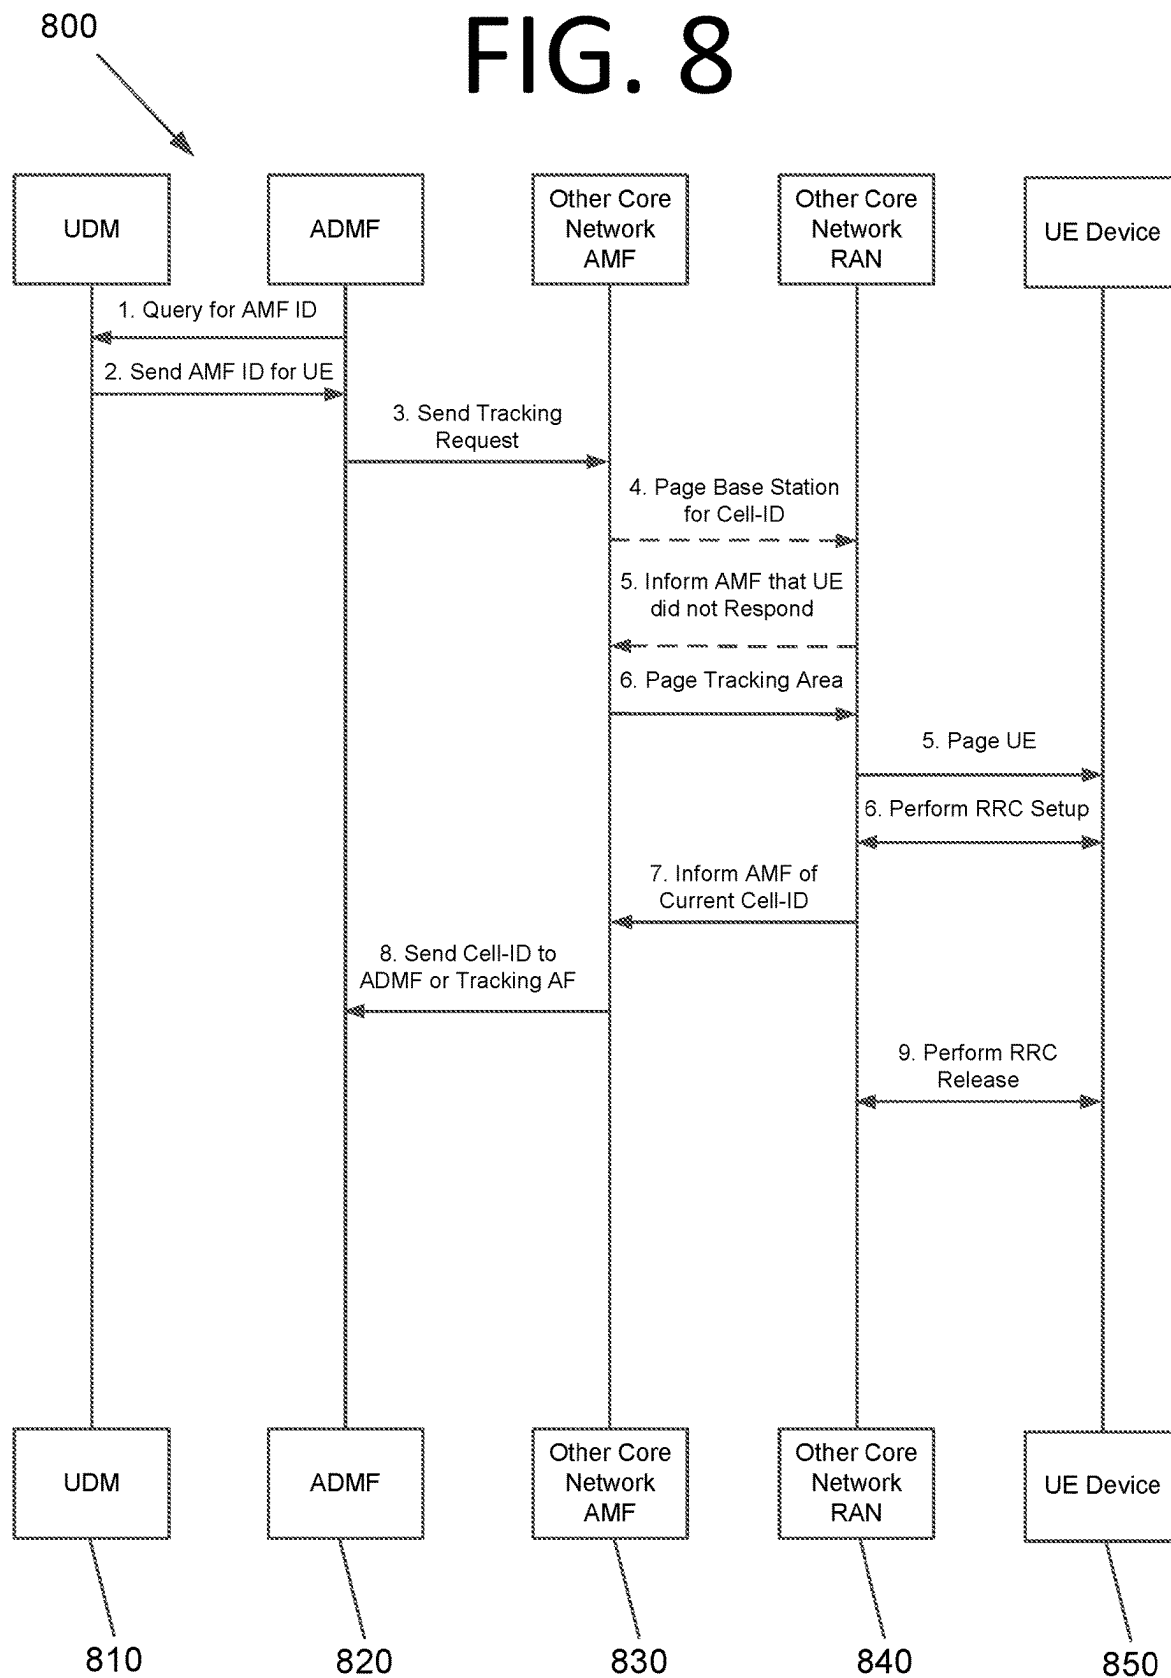 800
FIG. 8
UDM
ADMF
Other Core
Network
AMF
Other Core
Network
RAN
UE Device
1. Query for AMF ID
2. Send AMF ID for UE
3. Send Tracking
Request
4. Page Base Station
for Cell-ID
5. Inform AMF that UE
did not Respond
6. Page Tracking Area
5. Page UE
6. Perform RRC Setup
7. Inform AMF of
Current Cell-ID
8. Send Cell-ID to
ADMF or Tracking AF
9. Perform RRC
Release
UDM
ADMF
Other Core
Network
AMF
Other Core
Network
RAN
UE Device
810
820
830
840
850